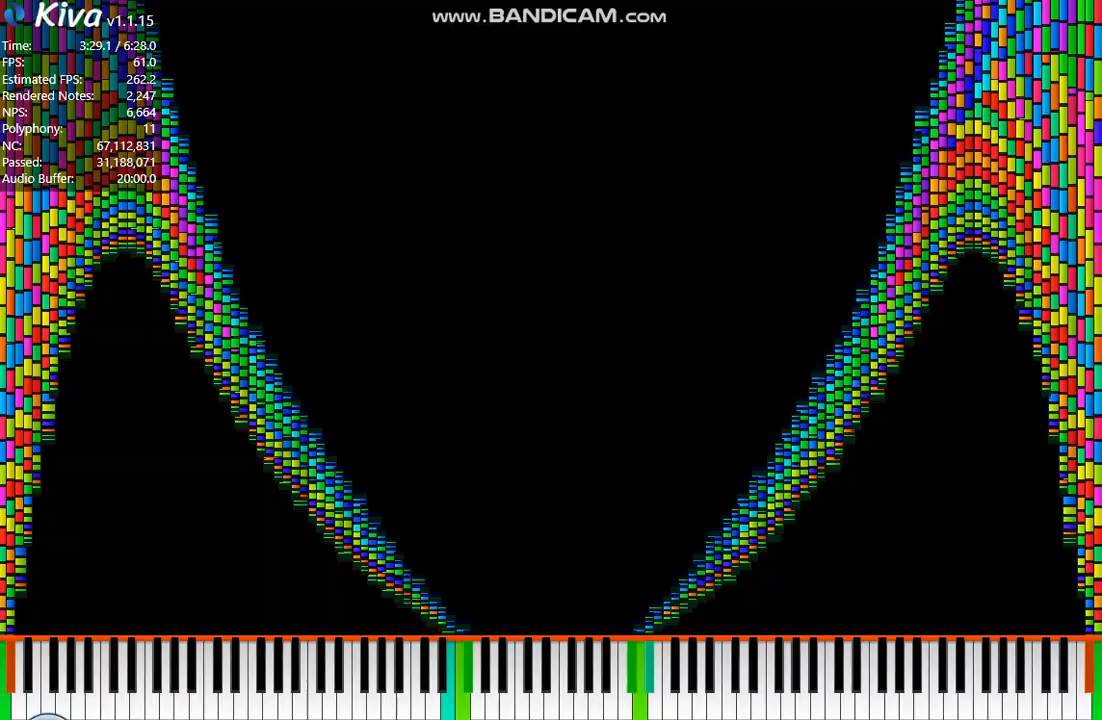 Kiva v1.1.15
www.BANDICAM.com
Time: 3:29.1 / 6:28.0
FPS: 61.0
Estimated FPS: 262.2
Rendered Notes: 2,247
NPS: 6,664
Polyphony: 11
NC: 67,112,831
Passed: 31,188,071
Audio Buffer: 20:00.0